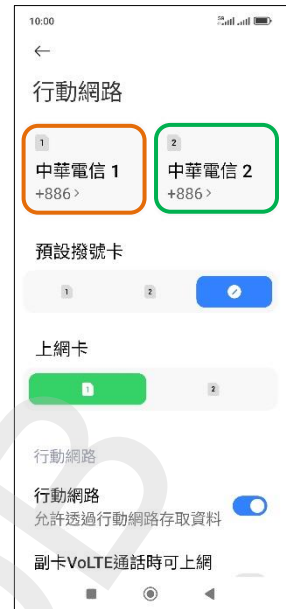 10:00
行動網路
1
2
中華電信 1
中華電信 2
+886 >
+886 >
預設撥號卡
1
2
上網卡
1
2
行動網路
行動網路
允許透過行動網路存取資料
副卡VoLTE通話時可上網